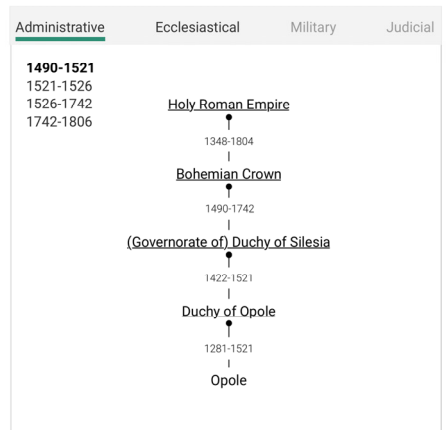 Administrative Ecclesiastical Military Judicial
1490-1521
1521-1526
1526-1742
1742-1806
Holy Roman Empire
1348-1804
Bohemian Crown
1490-1742
(Governorate of) Duchy of Silesia
1422-1521
Duchy of Opole
1281-1521
Opole